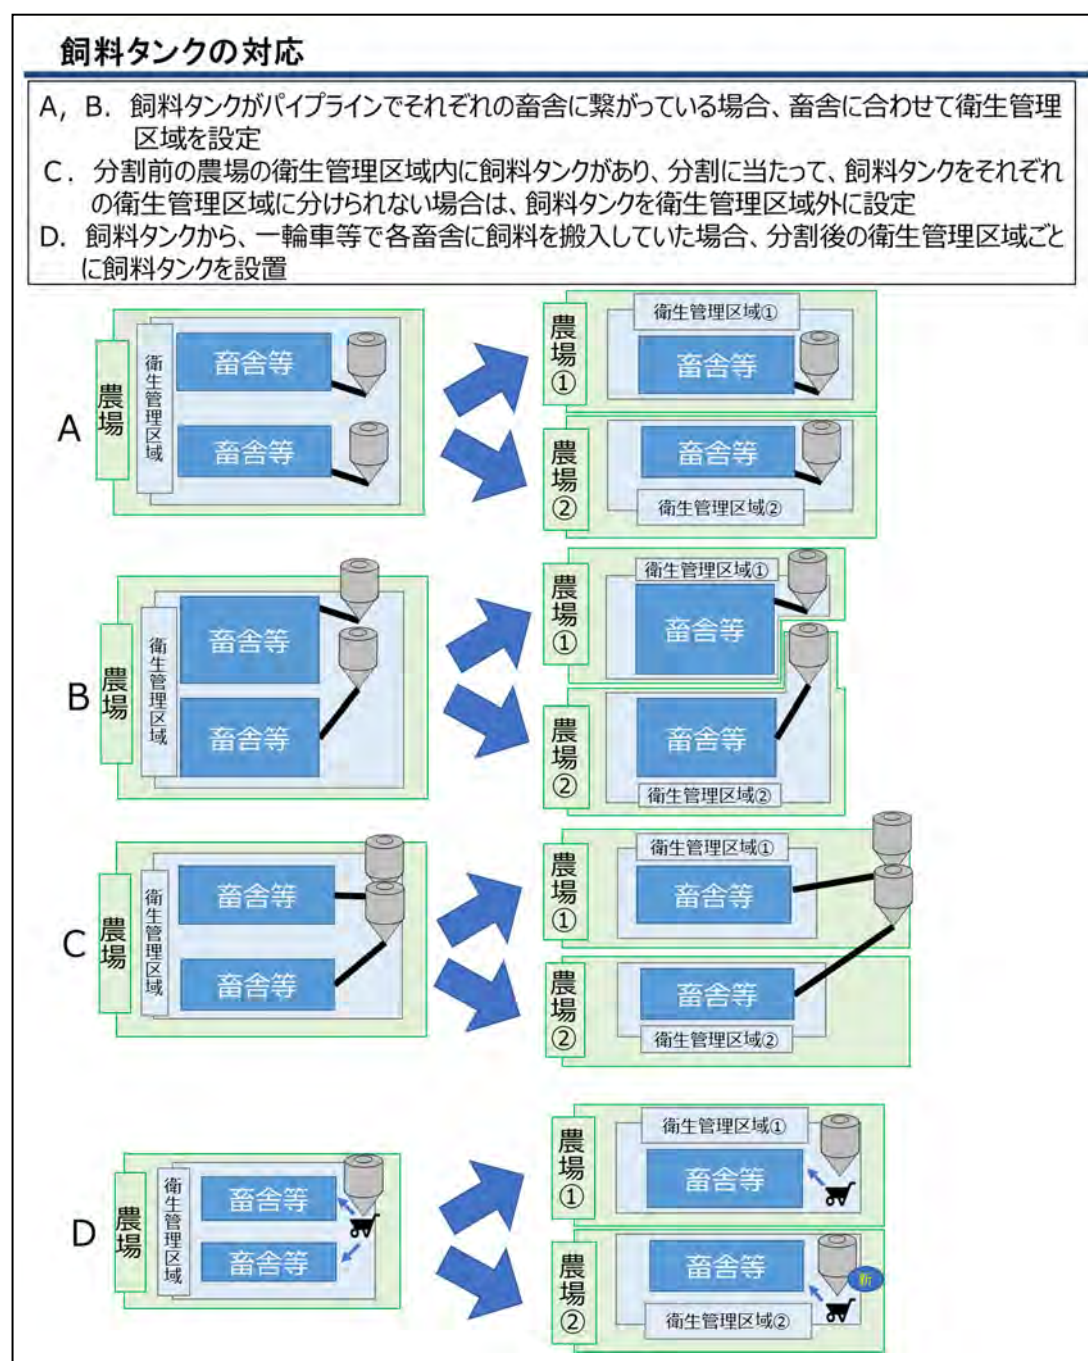 飼料タンクの対応
A, B. 飼料タンクがパイプラインでそれぞれの畜舎に繋がっている場合、畜舎に合わせて衛生管理
区域を設定
C. 分割前の農場の衛生管理区域内に飼料タンクがあり、分割に当たって、飼料タンクをそれぞれ
の衛生管理区域に分けられない場合は、飼料タンクを衛生管理区域外に設定
D. 飼料タンクから、一輪車等で各畜舎に飼料を搬入していた場合、分割後の衛生管理区域ごと
に飼料タンクを設置
A
農場
衛生管理区域
畜舎等
畜舎等
農場①
衛生管理区域①
畜舎等
農場②
畜舎等
衛生管理区域②
B
農場
衛生管理区域
畜舎等
畜舎等
農場①
衛生管理区域①
畜舎等
農場②
畜舎等
衛生管理区域②
C
農場
衛生管理区域
畜舎等
畜舎等
農場①
衛生管理区域①
畜舎等
農場②
畜舎等
衛生管理区域②
D
農場
衛生管理区域
畜舎等
畜舎等
農場①
衛生管理区域①
畜舎等
農場②
畜舎等
新
衛生管理区域②